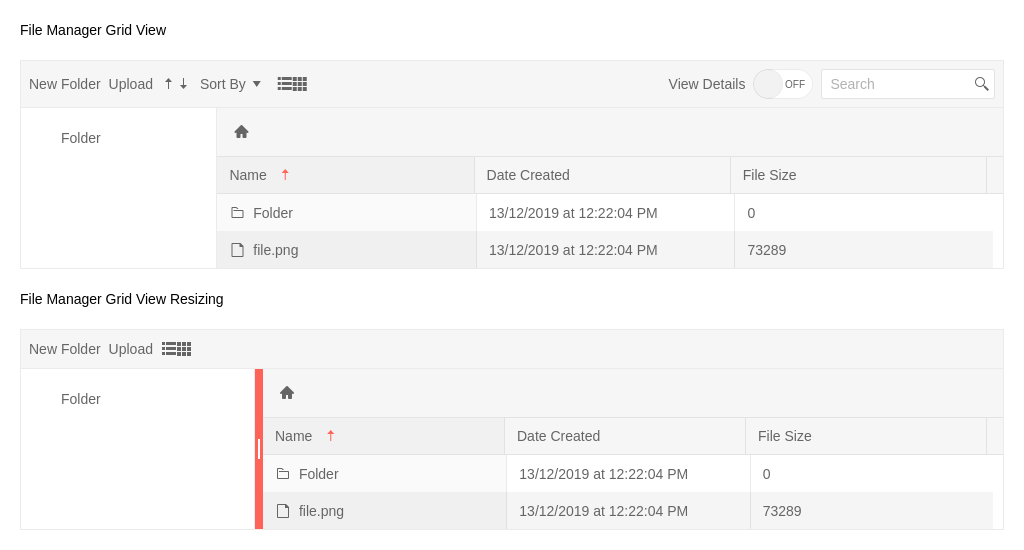 File Manager Grid View
New Folder Upload Sort By View Details OFF Search
Folder
Name Date Created File Size
Folder 13/12/2019 at 12:22:04 PM 0
file.png 13/12/2019 at 12:22:04 PM 73289
File Manager Grid View Resizing
New Folder Upload
Folder
Name Date Created File Size
Folder 13/12/2019 at 12:22:04 PM 0
file.png 13/12/2019 at 12:22:04 PM 73289